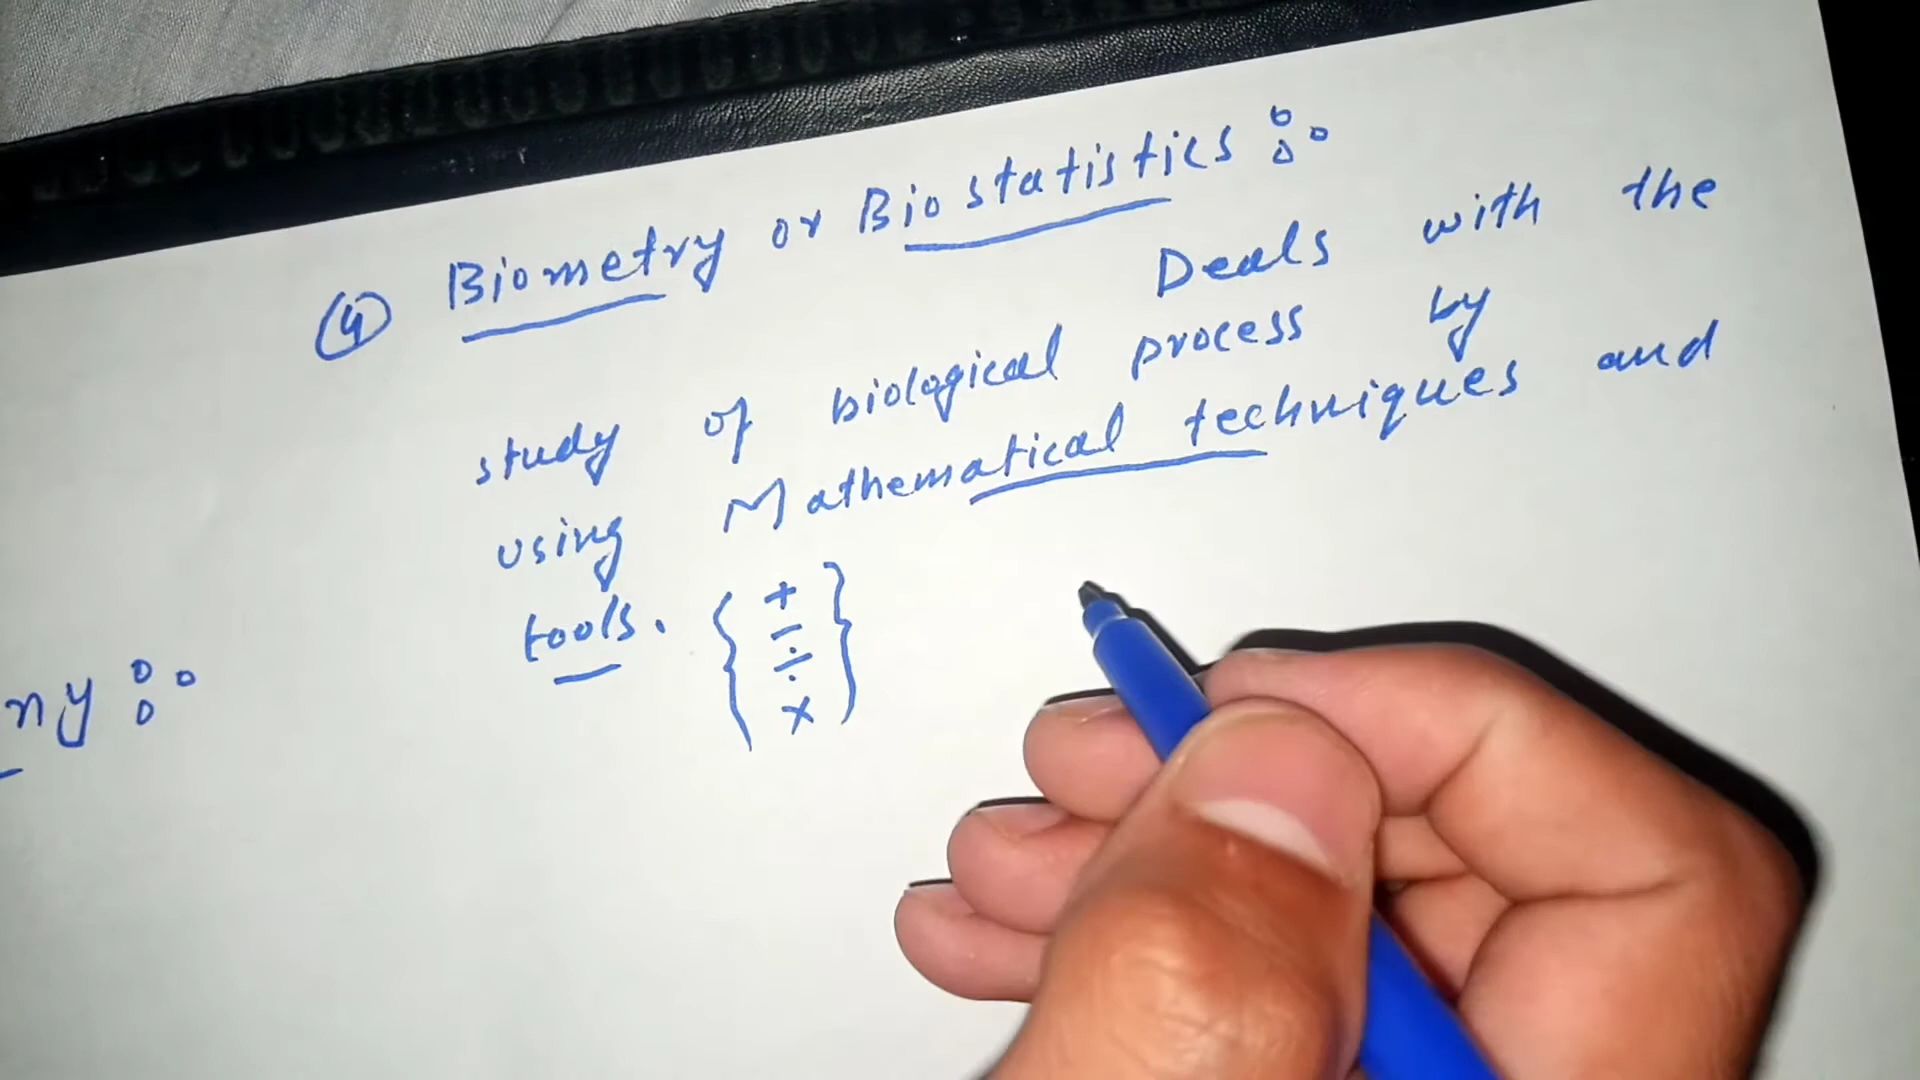 ④ Biometry or Biostatistics :
Deals with the
study of biological process by
using Mathematical techniques and
tools. { + - ÷ × }
ny :